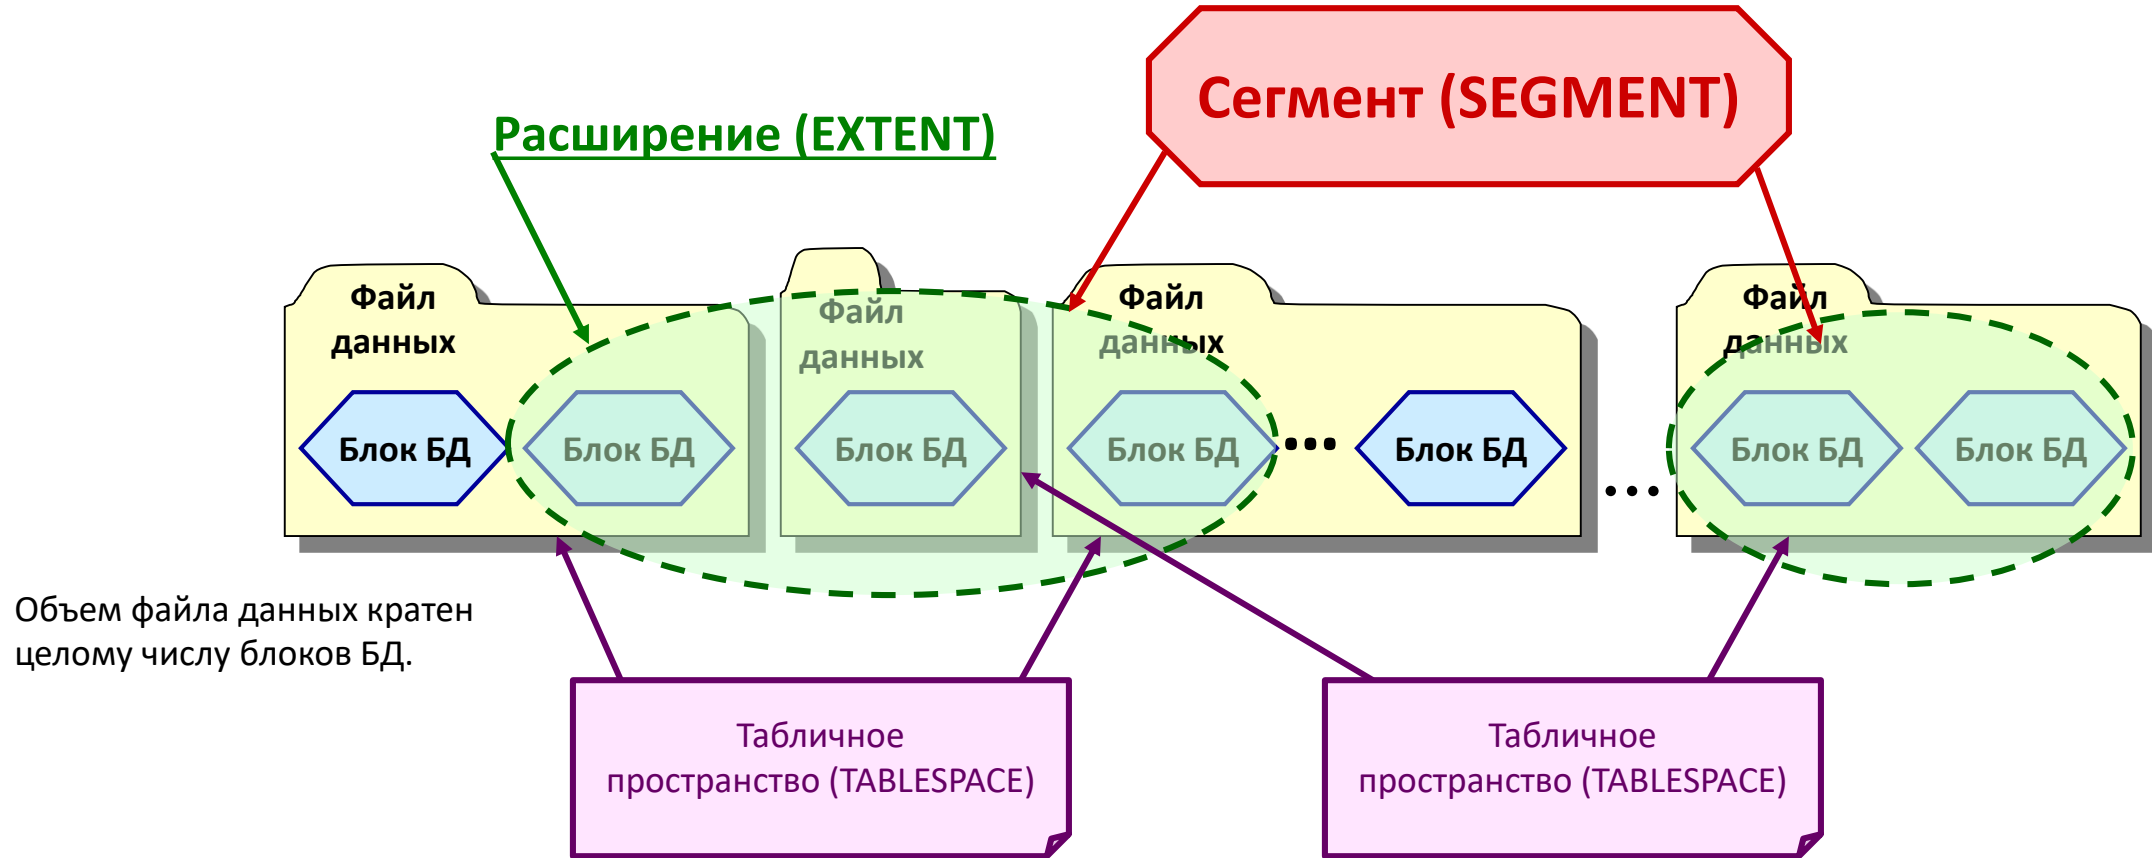 Сегмент (SEGMENT)
Расширение (EXTENT)
Файл
данных
Файл
данных
Файл
данных
Файл
данных
Блок БД
Блок БД
Блок БД
Блок БД
...
Блок БД
...
Блок БД
Блок БД
Объем файла данных кратен
целому числу блоков БД.
Табличное
пространство (TABLESPACE)
Табличное
пространство (TABLESPACE)